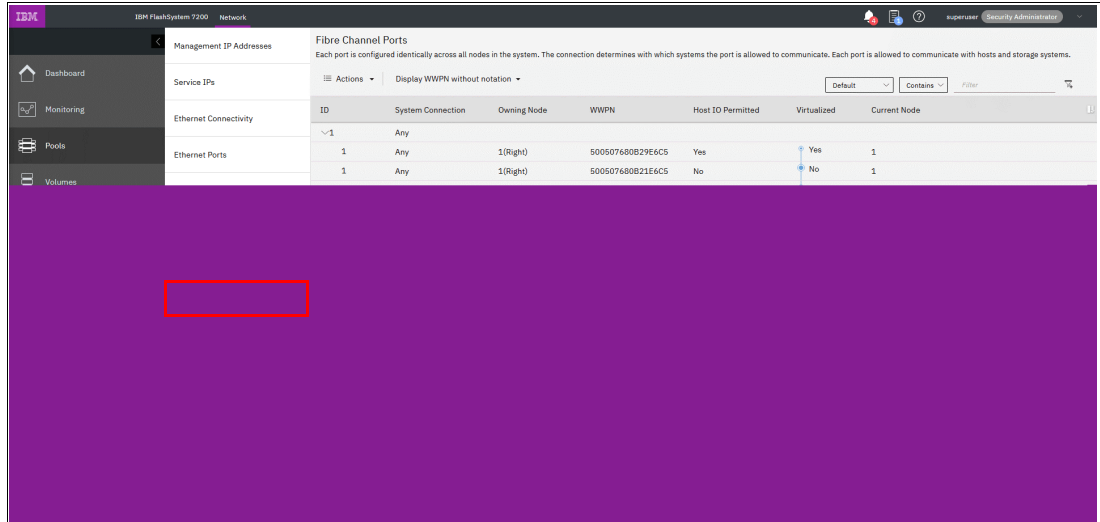 IBM
IBM FlashSystem 7200 Network
4
1
superuser Security Administrator
Dashboard
Monitoring
Pools
Volumes
Management IP Addresses
Service IPs
Ethernet Connectivity
Ethernet Ports
Fibre Channel Ports
Each port is configured identically across all nodes in the system. The connection determines with which systems the port is allowed to communicate. Each port is allowed to communicate with hosts and storage systems.
Actions Display WWPN without notation
Default Contains Filter
ID System Connection Owning Node WWPN Host IO Permitted Virtualized Current Node
1 Any
1 Any 1(Right) 500507680B29E6C5 Yes Yes 1
1 Any 1(Right) 500507680B21E6C5 No No 1